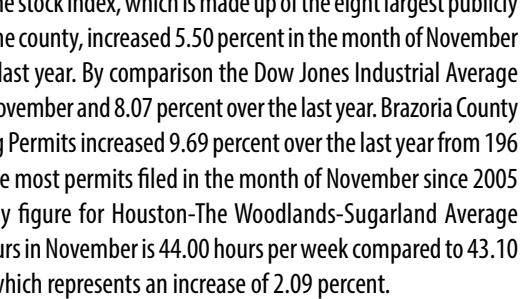 ne stock index, which is made up of the eight largest publicly
he county, increased 5.50 percent in the month of November
last year. By comparison the Dow Jones Industrial Average
ovember and 8.07 percent over the last year. Brazoria County
g Permits increased 9.69 percent over the last year from 196
e most permits filed in the month of November since 2005
y figure for Houston-The Woodlands-Sugarland Average
urs in November is 44.00 hours per week compared to 43.10
which represents an increase of 2.09 percent.